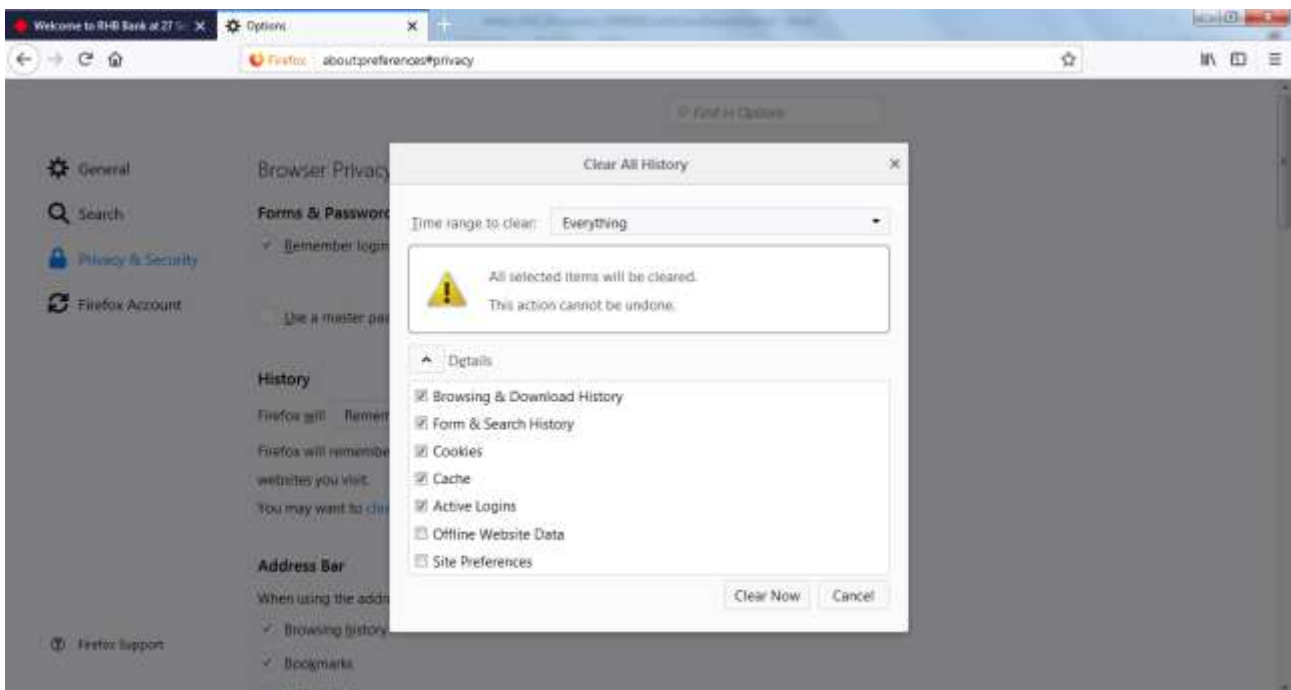 Welcome to RHB Bank at 27 S
Options
Firefox about:preferences#privacy
Find in Options
General
Search
Privacy & Security
Firefox Account
Firefox Support
Browser Privacy
Forms & Password
Remember login
Use a master pas
History
Firefox will Remem
Firefox will remembe
websites you visit.
You may want to cle
Address Bar
When using the addre
Browsing history
Bookmarks
Clear All History
Time range to clear: Everything
All selected items will be cleared.
This action cannot be undone.
Details
Browsing & Download History
Form & Search History
Cookies
Cache
Active Logins
Offline Website Data
Site Preferences
Clear Now Cancel